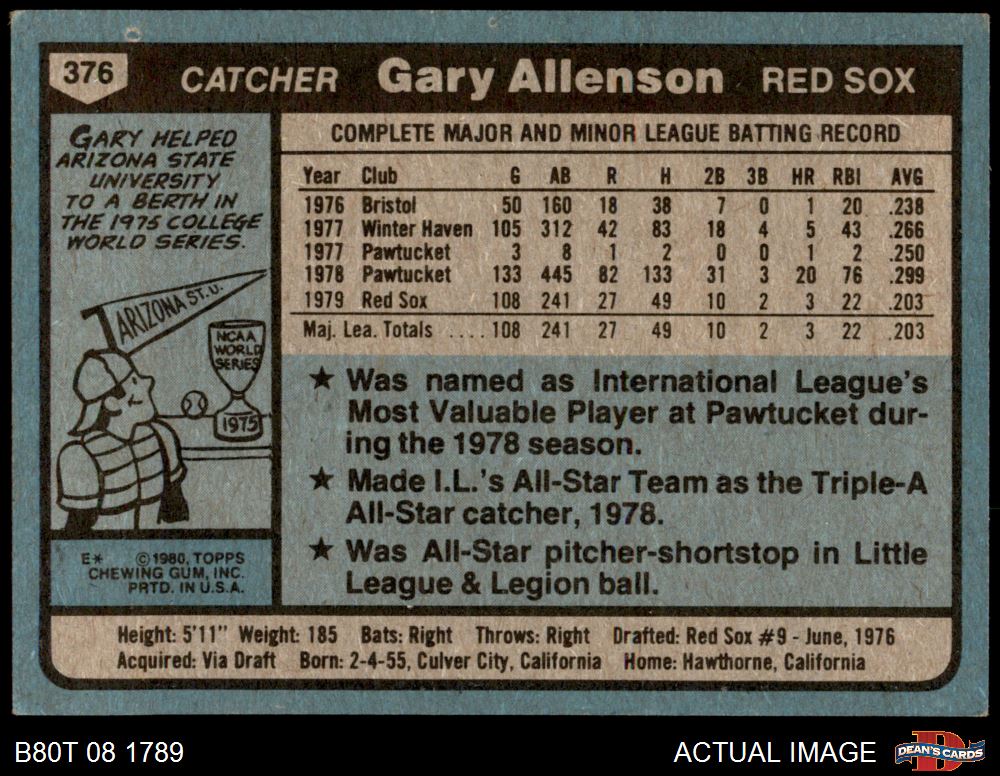 376 CATCHER Gary Allenson RED SOX
GARY HELPED
ARIZONA STATE
UNIVERSITY
TO A BERTH IN
THE 1975 COLLEGE
WORLD SERIES.
ARIZONA ST. U.
NCAA
WORLD
SERIES
1975
E* ©1980, TOPPS
CHEWING GUM, INC.
PRTD. IN U.S.A.
COMPLETE MAJOR AND MINOR LEAGUE BATTING RECORD
Year Club G AB R H 2B 3B HR RBI AVG
1976 Bristol 50 160 18 38 7 0 1 20 .238
1977 Winter Haven 105 312 42 83 18 4 5 43 .266
1977 Pawtucket 3 8 1 2 0 0 1 2 .250
1978 Pawtucket 133 445 82 133 31 3 20 76 .299
1979 Red Sox 108 241 27 49 10 2 3 22 .203
Maj. Lea. Totals .... 108 241 27 49 10 2 3 22 .203
★ Was named as International League's
Most Valuable Player at Pawtucket dur-
ing the 1978 season.
★ Made I.L.'s All-Star Team as the Triple-A
All-Star catcher, 1978.
★ Was All-Star pitcher-shortstop in Little
League & Legion ball.
Height: 5'11" Weight: 185 Bats: Right Throws: Right Drafted: Red Sox #9 - June, 1976
Acquired: Via Draft Born: 2-4-55, Culver City, California Home: Hawthorne, California
B80T 08 1789 ACTUAL IMAGE D DEAN'S CARDS